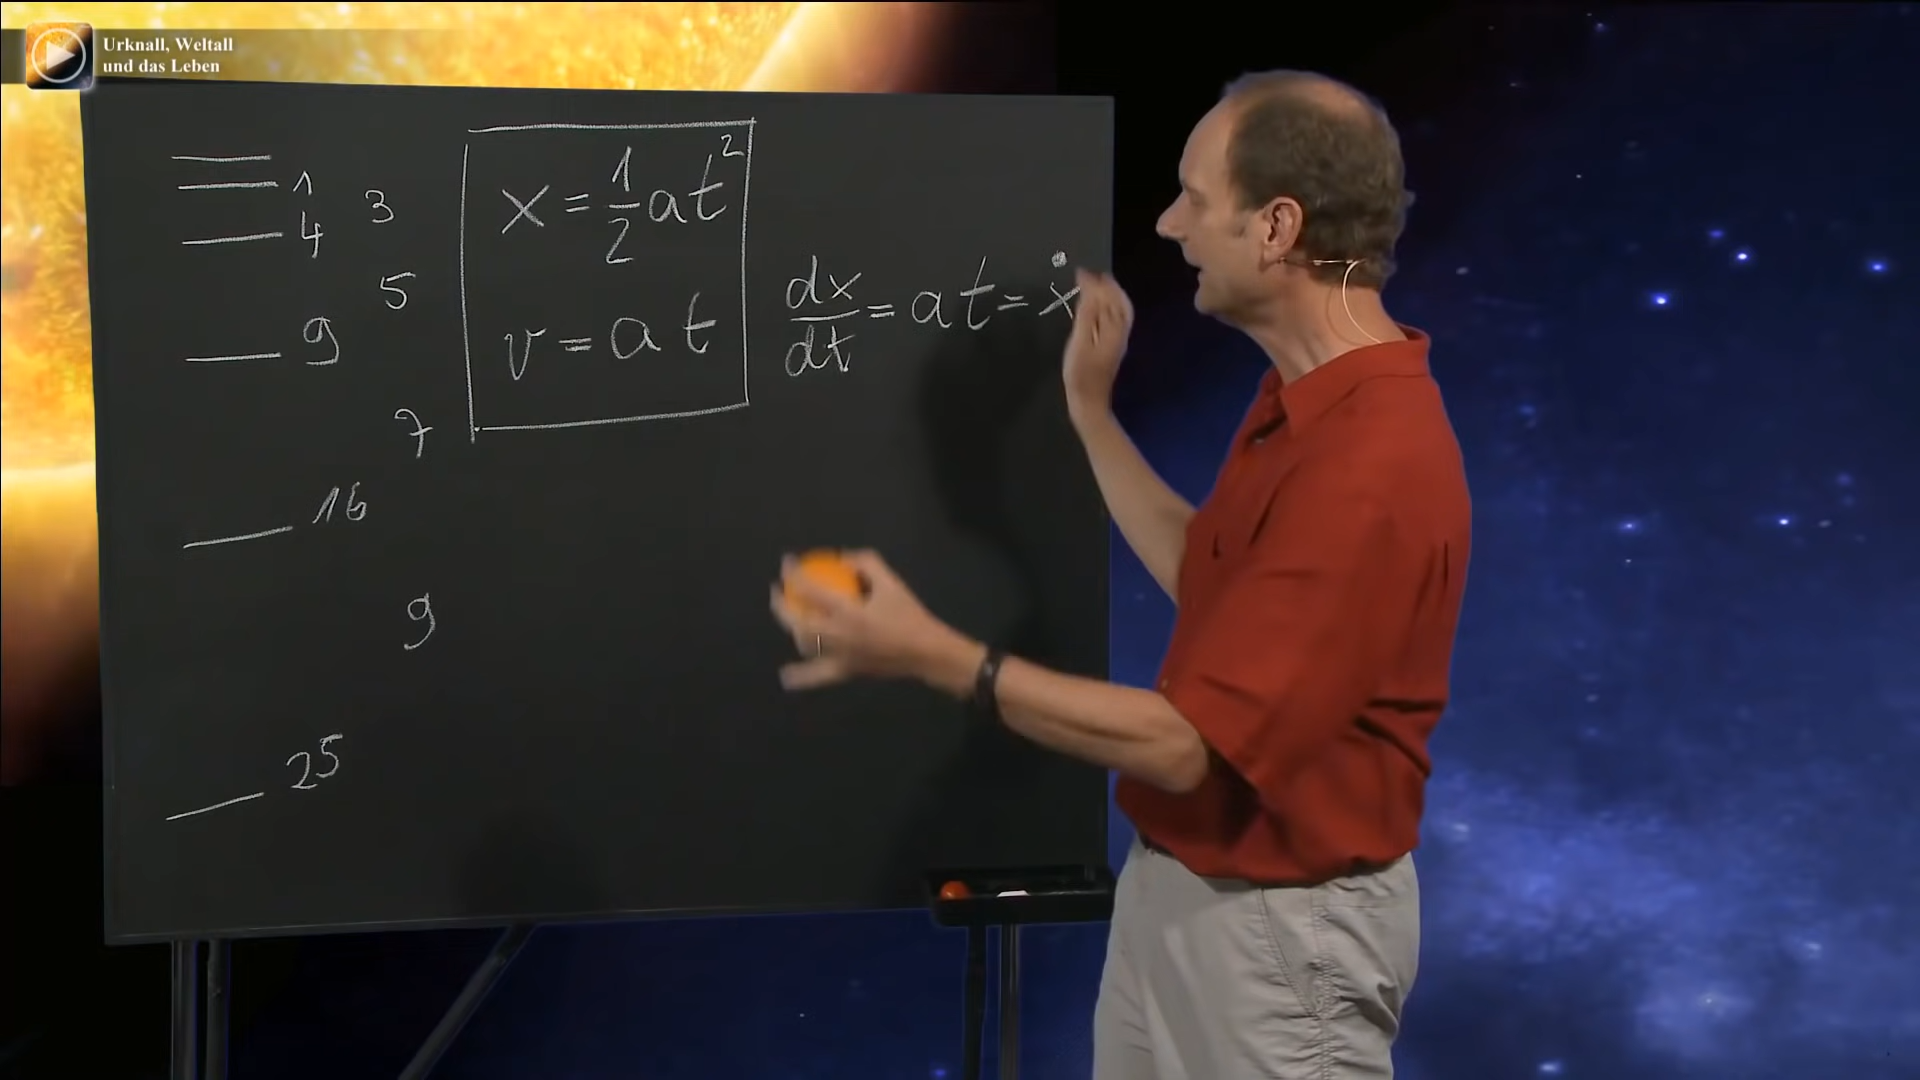 Urknall, Weltall
und das Leben
1
4
9
16
25
3
5
7
9
x = 1/2 at²
v = a t
dx/dt = at = ẋ